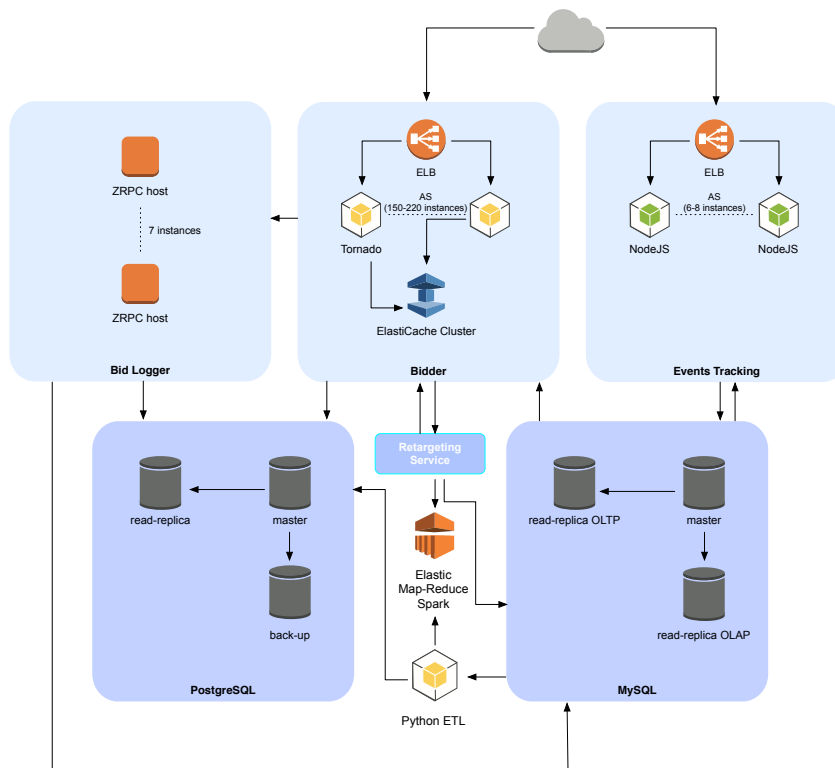 ZRPC host
7 instances
ZRPC host
Bid Logger
ELB
AS
(150-220 instances)
Tornado
ElastiCache Cluster
Bidder
ELB
AS
(6-8 instances)
NodeJS
NodeJS
Events Tracking
Retargeting
Service
read-replica
master
back-up
PostgreSQL
Elastic
Map-Reduce
Spark
Python ETL
read-replica OLTP
master
read-replica OLAP
MySQL